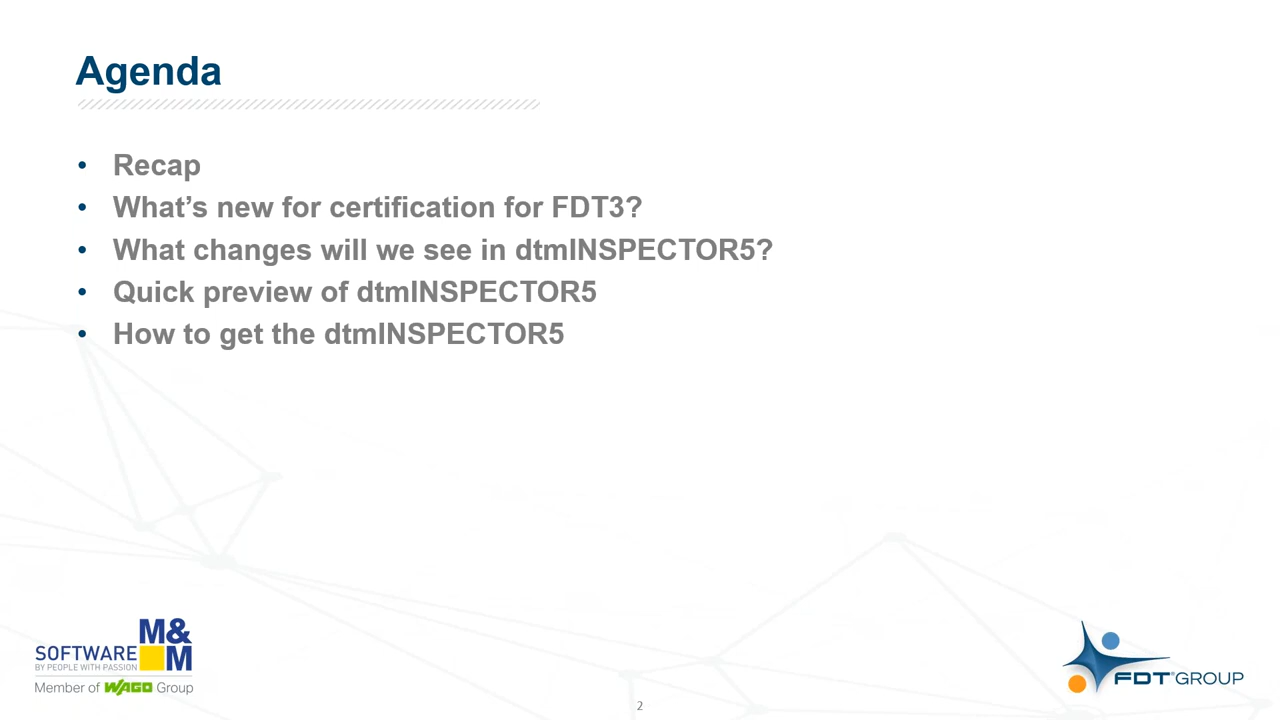 Agenda
• Recap
• What’s new for certification for FDT3?
• What changes will we see in dtmINSPECTOR5?
• Quick preview of dtmINSPECTOR5
• How to get the dtmINSPECTOR5
M&
SOFTWARE M
BY PEOPLE WITH PASSION
Member of WAGO Group
FDT® GROUP
2